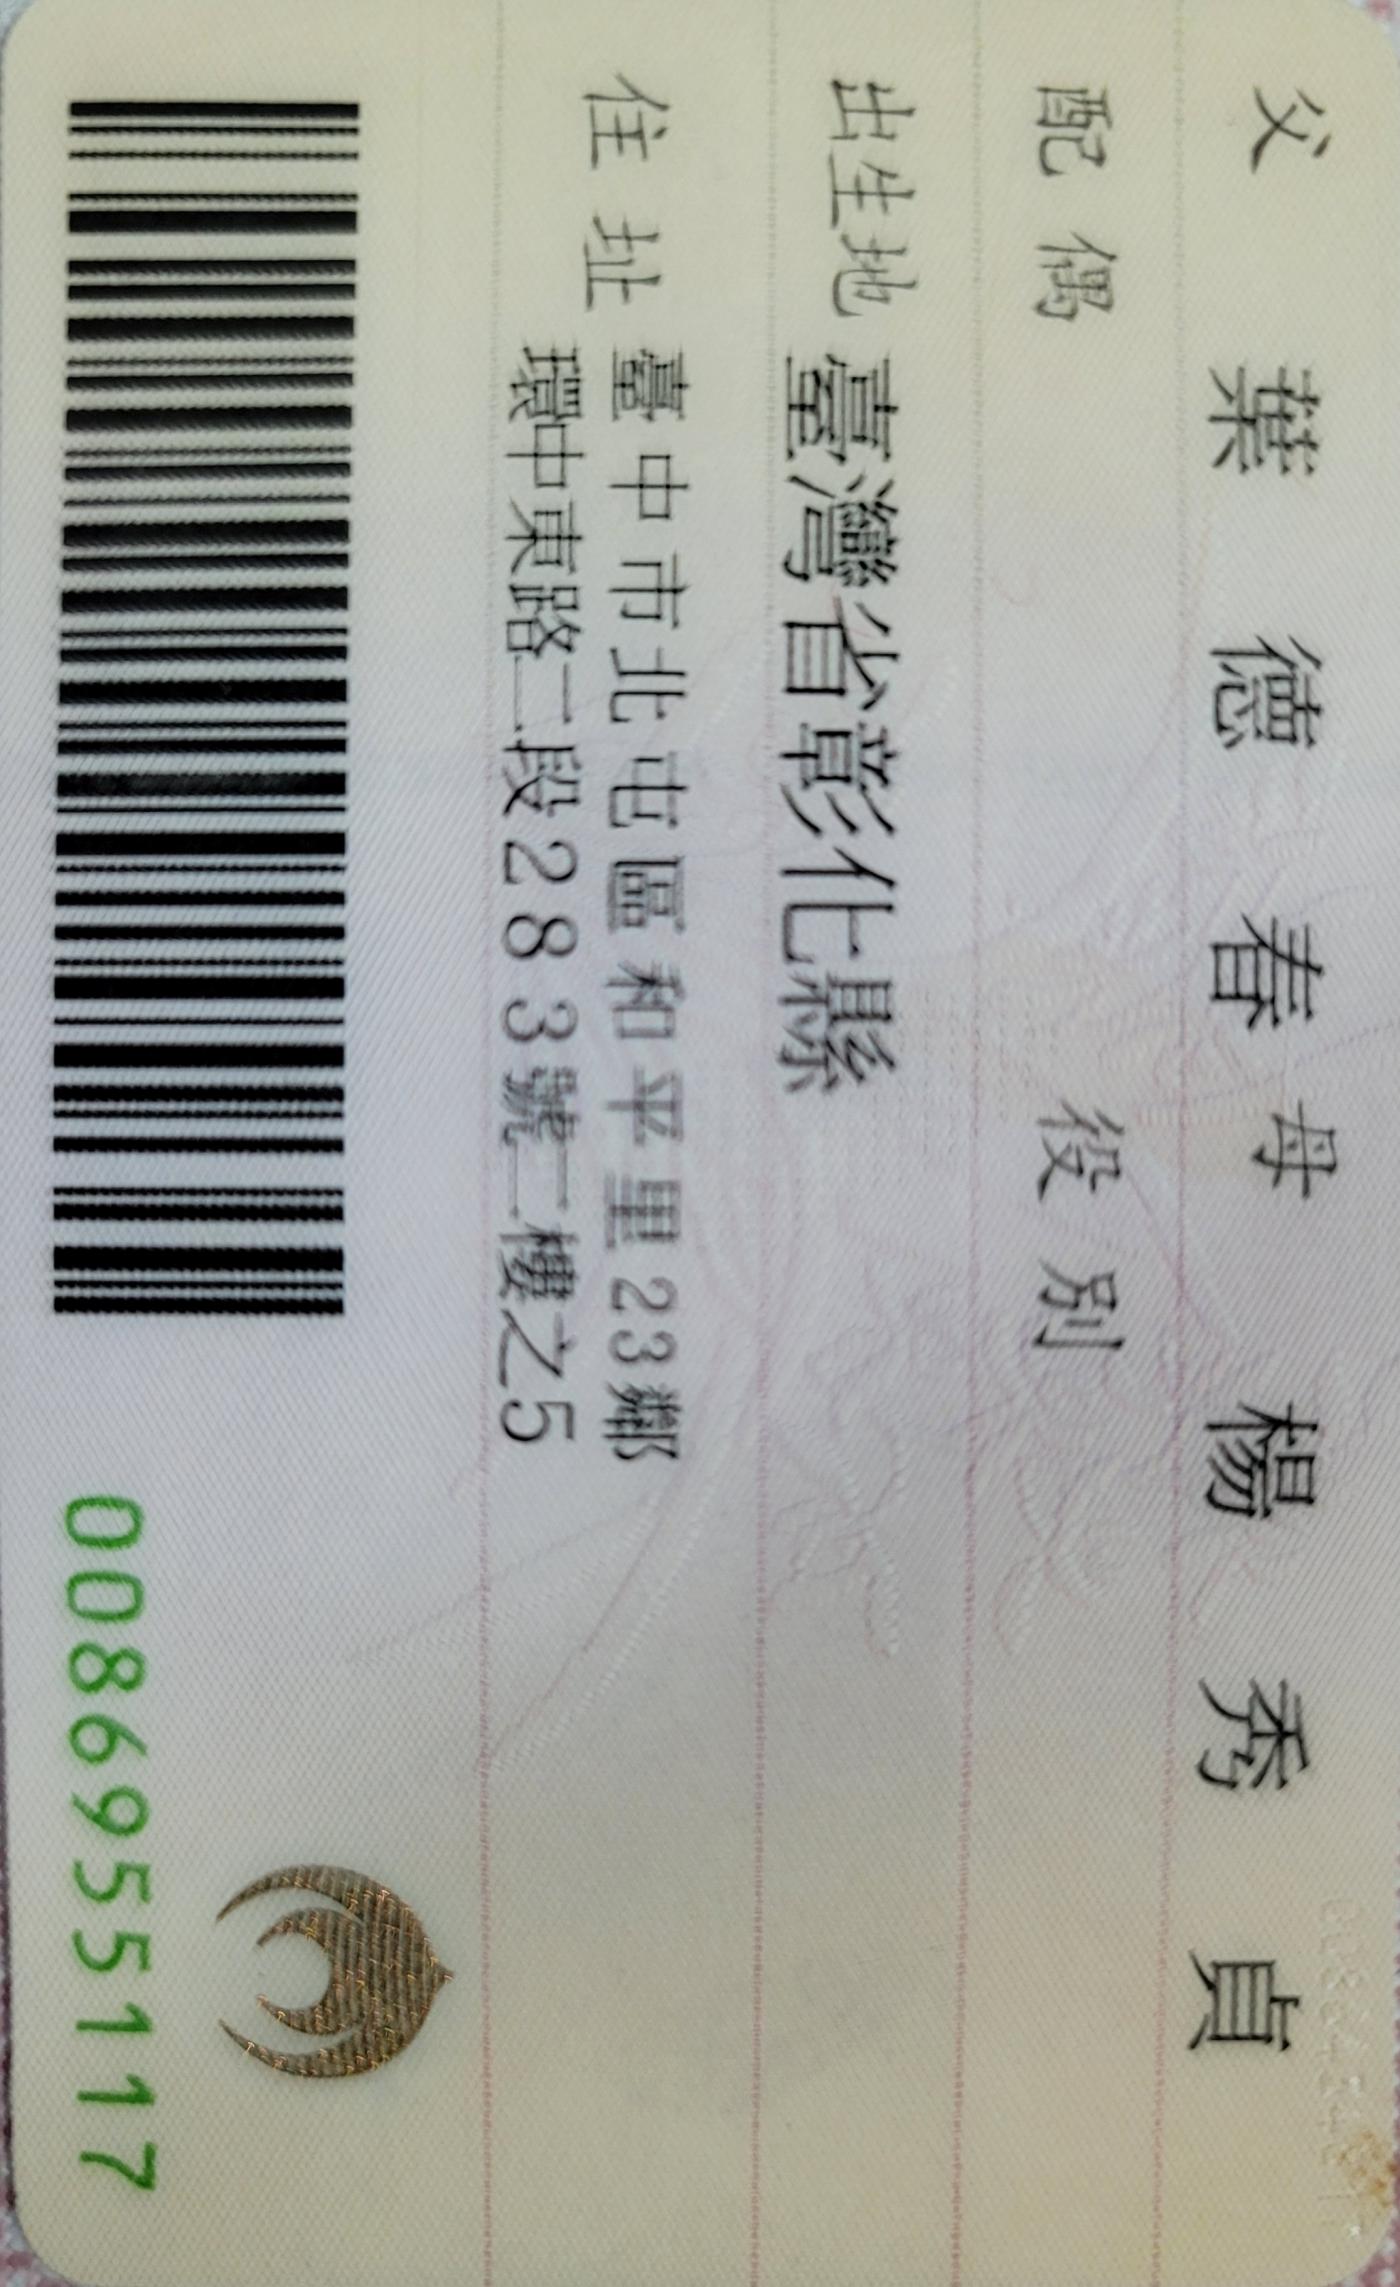 父 葉德春 母 楊秀貞
配偶 役別
出生地 臺灣省彰化縣
住址 臺中市北屯區和平里23鄰
環中東路二段283號二樓之5
0086955117